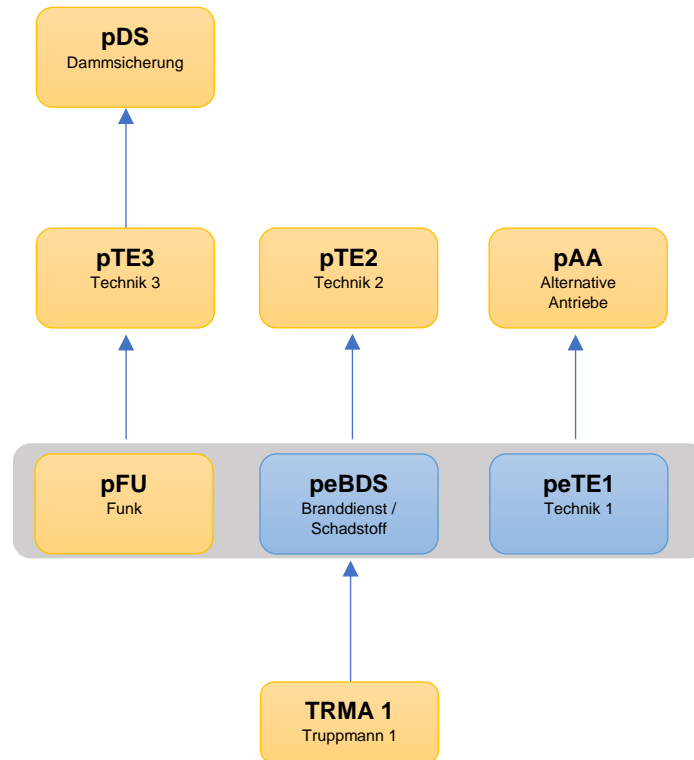 pDS
Dammsicherung
pTE3
Technik 3
pTE2
Technik 2
pAA
Alternative
Antriebe
pFU
Funk
peBDS
Branddienst /
Schadstoff
peTE1
Technik 1
TRMA 1
Truppmann 1